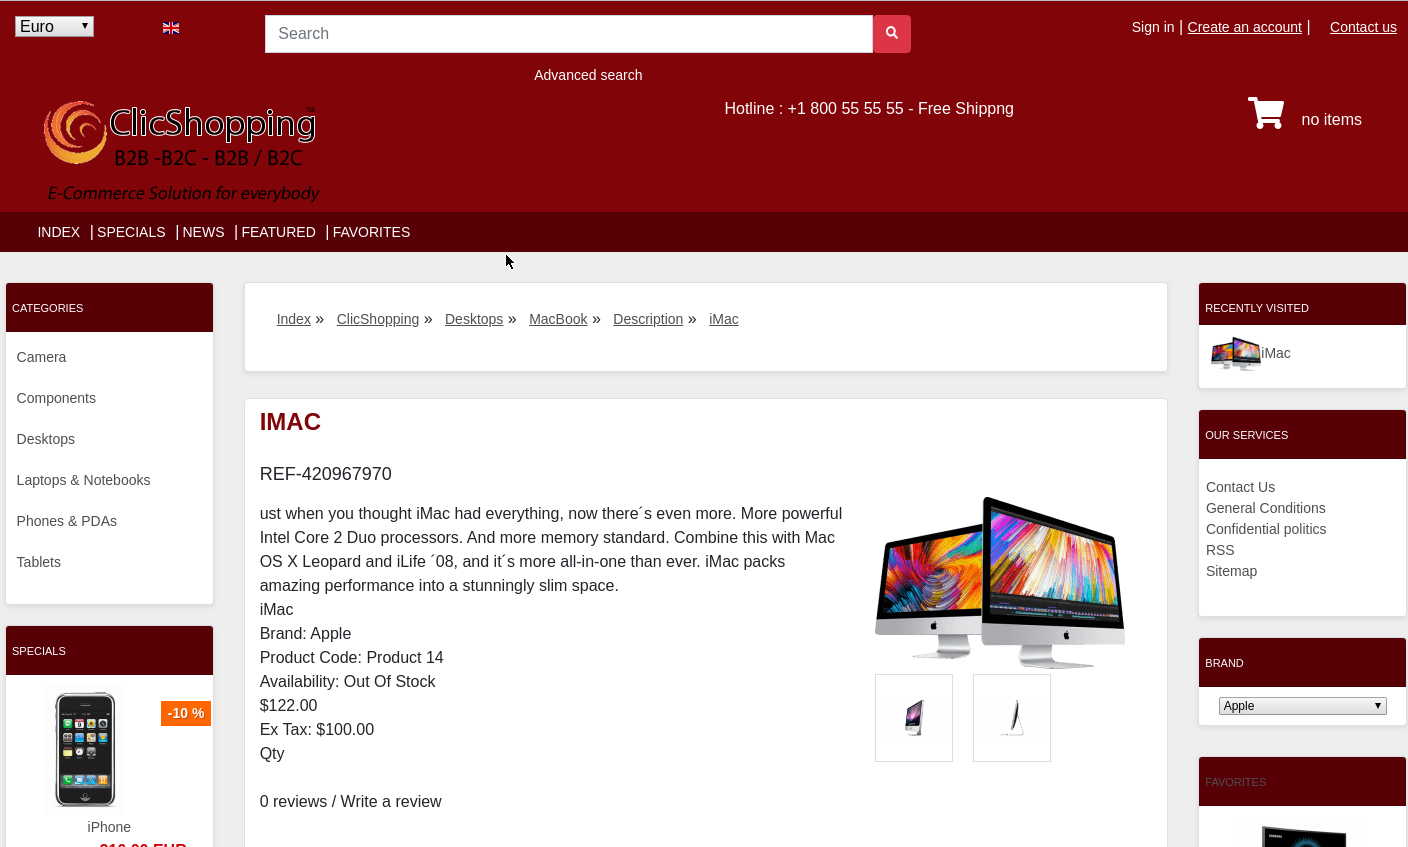 Euro
Search
Sign in | Create an account | Contact us
Advanced search
ClicShopping™
B2B -B2C - B2B / B2C
E-Commerce Solution for everybody
Hotline : +1 800 55 55 55 - Free Shippng
no items
INDEX | SPECIALS | NEWS | FEATURED | FAVORITES
CATEGORIES
Camera
Components
Desktops
Laptops & Notebooks
Phones & PDAs
Tablets
SPECIALS
-10 %
iPhone
Index » ClicShopping » Desktops » MacBook » Description » iMac
IMAC
REF-420967970
ust when you thought iMac had everything, now there´s even more. More powerful
Intel Core 2 Duo processors. And more memory standard. Combine this with Mac
OS X Leopard and iLife ´08, and it´s more all-in-one than ever. iMac packs
amazing performance into a stunningly slim space.
iMac
Brand: Apple
Product Code: Product 14
Availability: Out Of Stock
$122.00
Ex Tax: $100.00
Qty
0 reviews / Write a review
RECENTLY VISITED
iMac
OUR SERVICES
Contact Us
General Conditions
Confidential politics
RSS
Sitemap
BRAND
Apple
FAVORITES